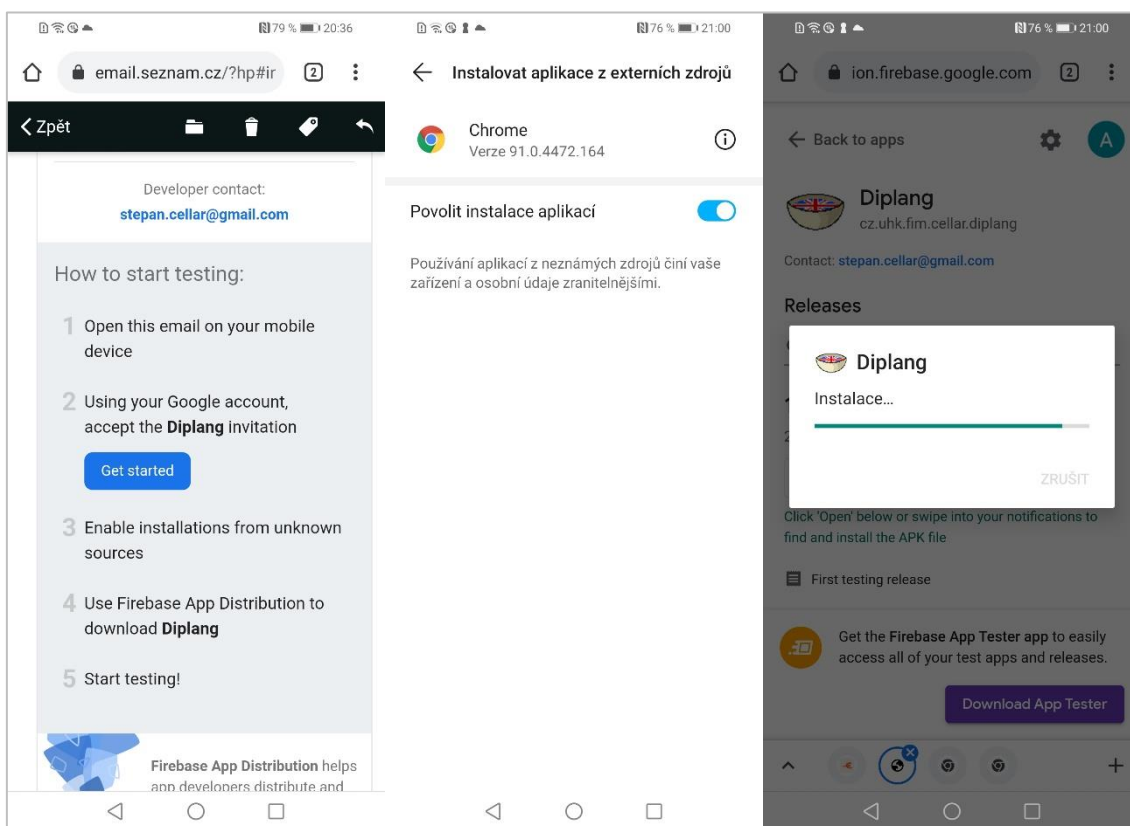 79 % 20:36
email.seznam.cz/?hp#ir
2
Zpět
Developer contact:
stepan.cellar@gmail.com
How to start testing:
1 Open this email on your mobile
device
2 Using your Google account,
accept the Diplang invitation
Get started
3 Enable installations from unknown
sources
4 Use Firebase App Distribution to
download Diplang
5 Start testing!
Firebase App Distribution helps
app developers distribute and
76 % 21:00
Instalovat aplikace z externích zdrojů
Chrome
Verze 91.0.4472.164
Povolit instalace aplikací
Používání aplikací z neznámých zdrojů činí vaše
zařízení a osobní údaje zranitelnějšími.
76 % 21:00
ion.firebase.google.com
2
Back to apps
A
Diplang
cz.uhk.fim.cellar.diplang
Contact: stepan.cellar@gmail.com
Releases
Diplang
Instalace...
ZRUŠIT
Click 'Open' below or swipe into your notifications to
find and install the APK file
First testing release
Get the Firebase App Tester app to easily
access all of your test apps and releases.
Download App Tester